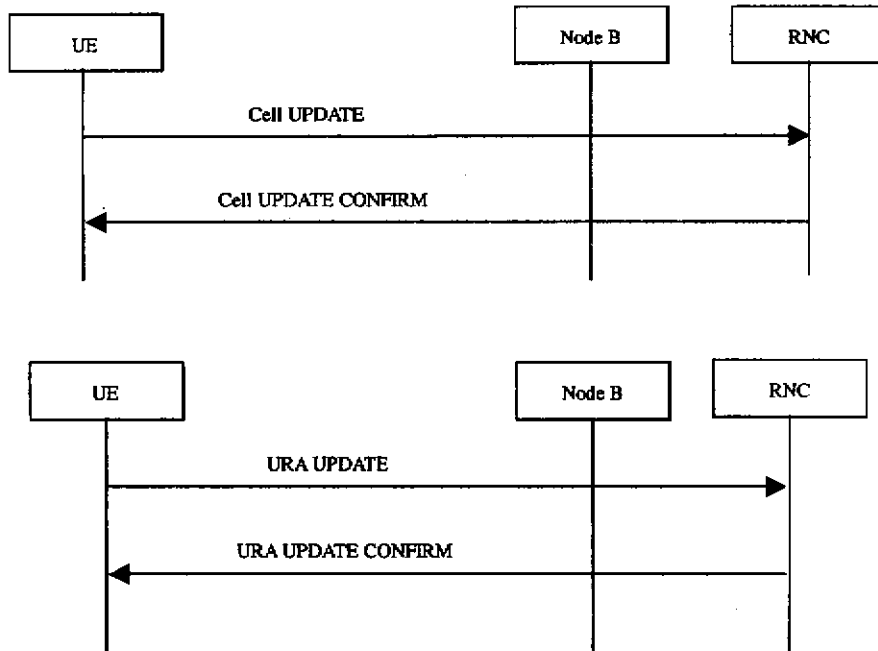 UE
Node B
RNC
Cell UPDATE
Cell UPDATE CONFIRM
UE
Node B
RNC
URA UPDATE
URA UPDATE CONFIRM